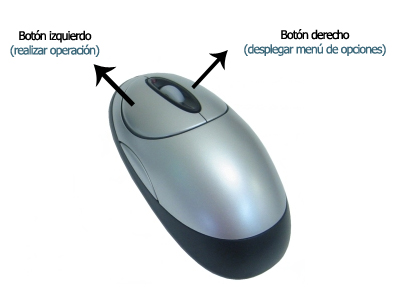 Botón izquierdo
(realizar operación)
Botón derecho
(desplegar menú de opciones)